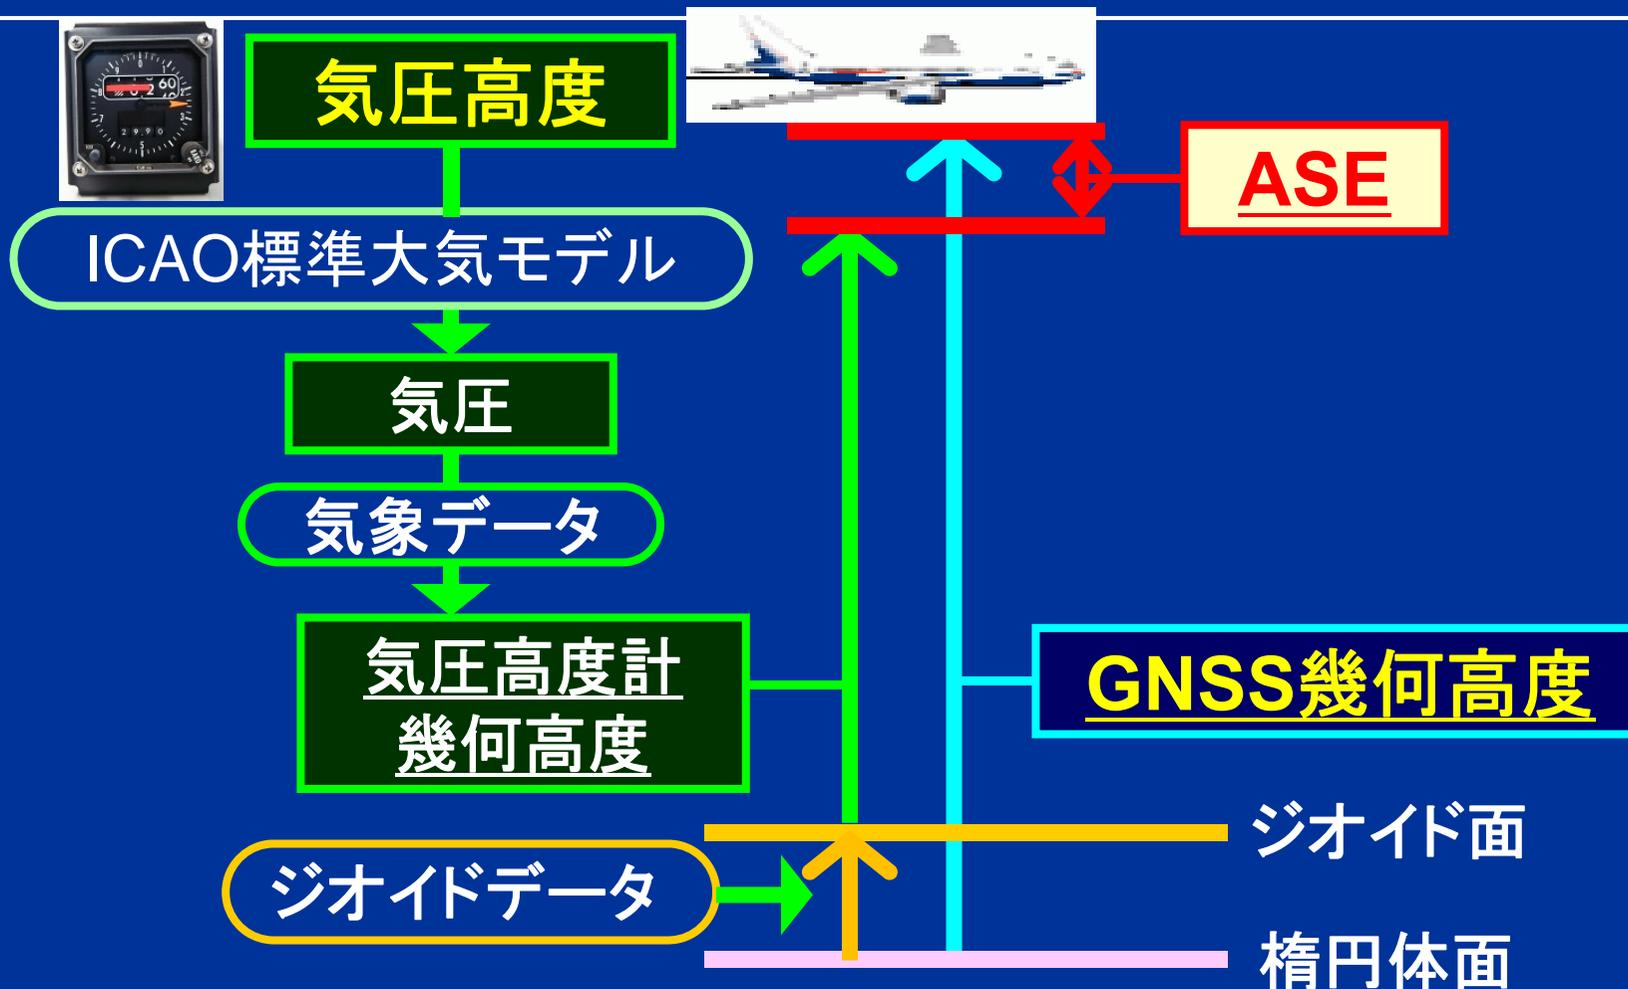 気圧高度
ASE
ICAO標準大気モデル
気圧
気象データ
気圧高度計
幾何高度
GNSS幾何高度
ジオイド面
ジオイドデータ
楕円体面